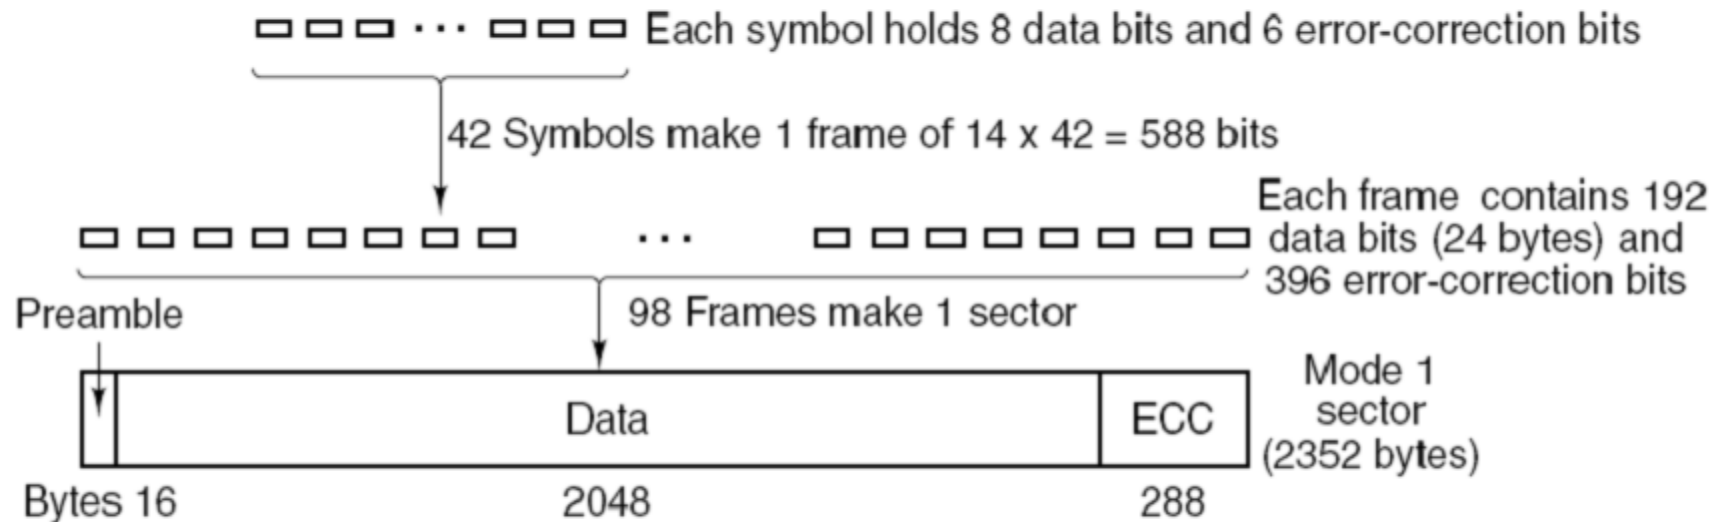 Each symbol holds 8 data bits and 6 error-correction bits
42 Symbols make 1 frame of 14 x 42 = 588 bits
Each frame contains 192
data bits (24 bytes) and
396 error-correction bits
Preamble
98 Frames make 1 sector
Mode 1
sector
(2352 bytes)
Data
ECC
Bytes 16
2048
288